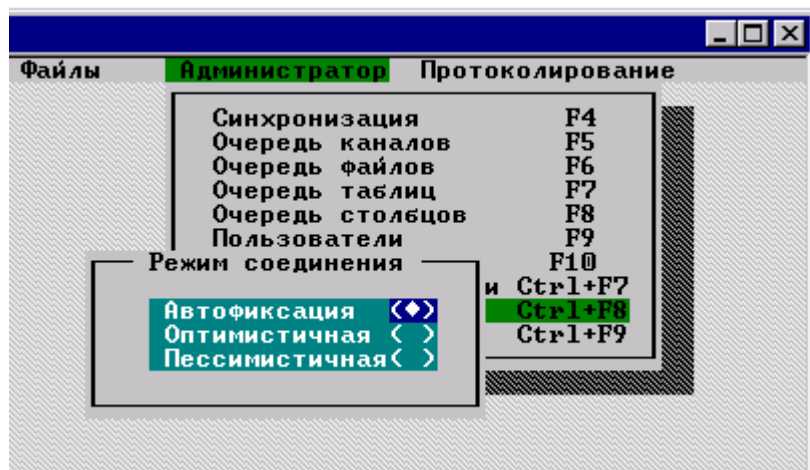 Файлы Администратор Протоколирование
Синхронизация F4
Очередь каналов F5
Очередь файлов F6
Очередь таблиц F7
Очередь столбцов F8
Пользователи F9
Режим соединения F10
и Ctrl+F7
Автофиксация (♦) Ctrl+F8
Оптимистичная ( ) Ctrl+F9
Пессимистичная( )